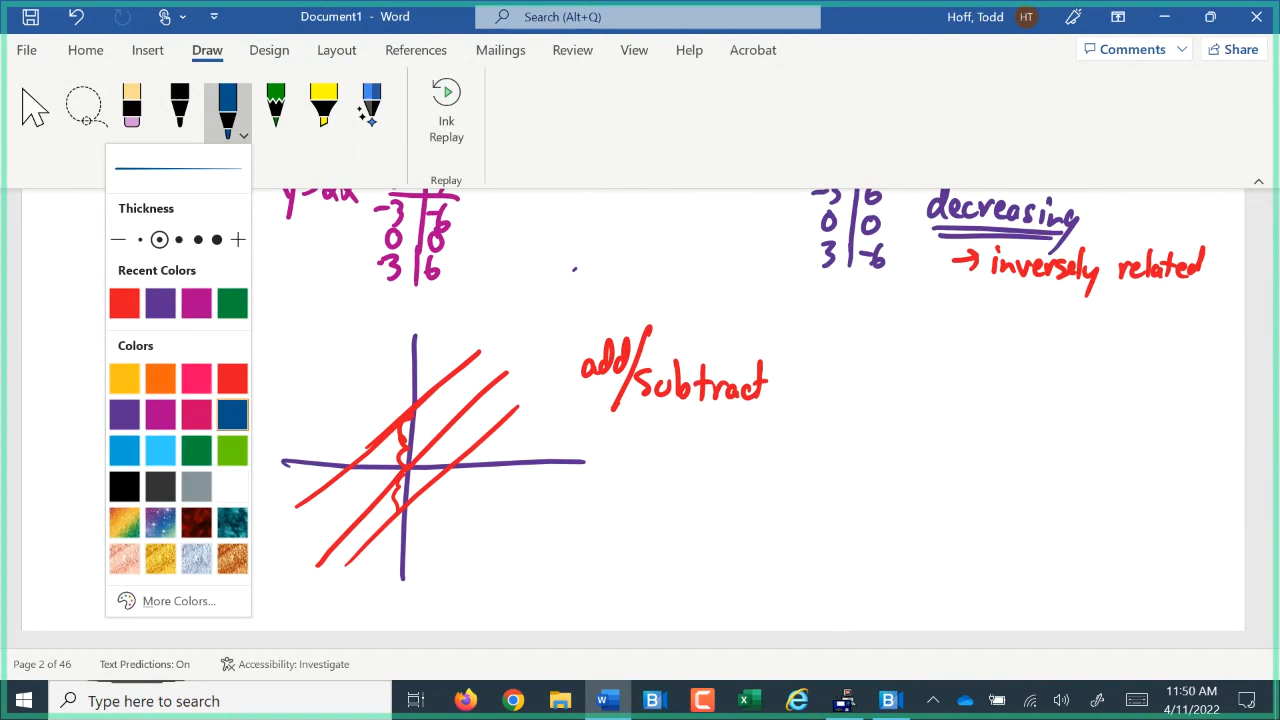 Document1 - Word
Search (Alt+Q)
Hoff, Todd
HT
File Home Insert Draw Design Layout References Mailings Review View Help Acrobat
Comments
Share
Ink Replay
Replay
Thickness
Recent Colors
Colors
More Colors...
-3 -6
0 0
3 6
-3 6
0 0
3 -6
decreasing
→ inversely related
add/subtract
Page 2 of 46
Text Predictions: On
Accessibility: Investigate
Type here to search
11:50 AM
4/11/2022